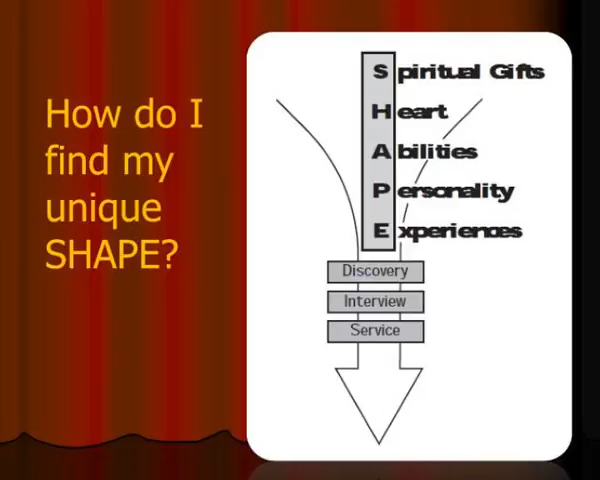 How do I
find my
unique
SHAPE?
Spiritual Gifts
Heart
Abilities
Personality
Experiences
Discovery
Interview
Service